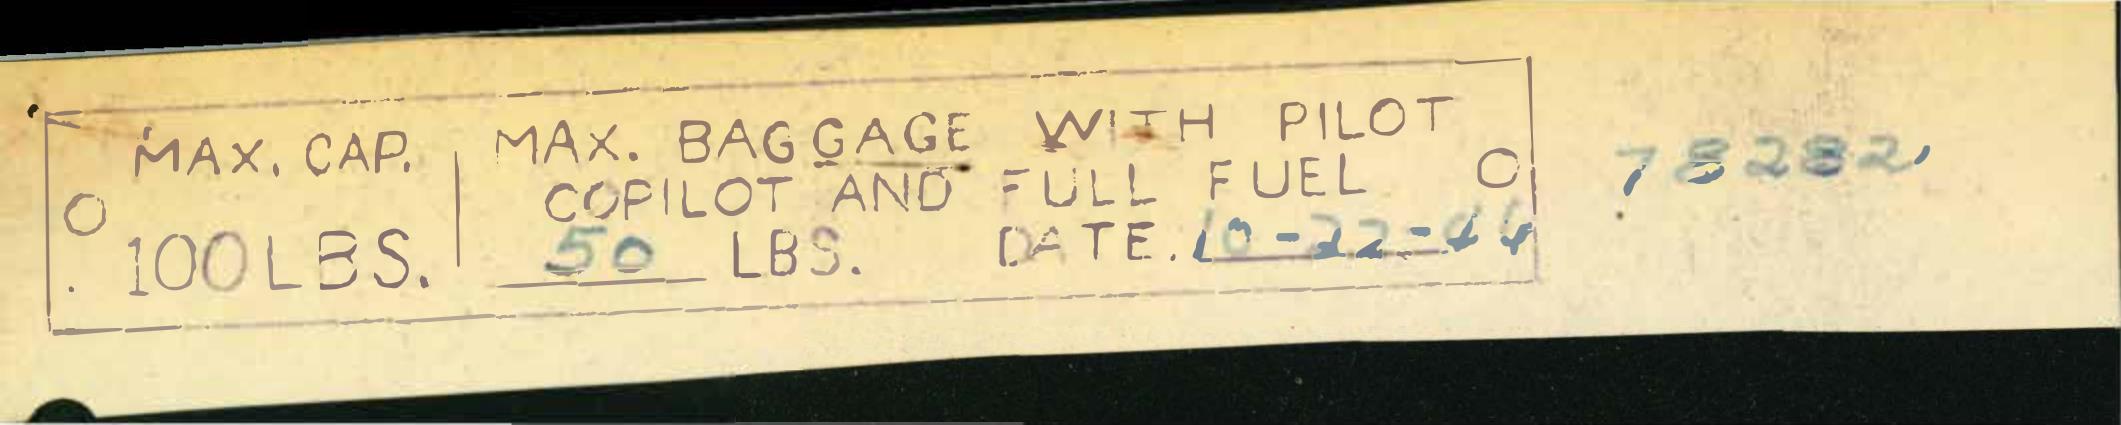 MAX. CAP.
100 LBS.
MAX. BAGGAGE WITH PILOT
COPILOT AND FULL FUEL
50 LBS. DATE. 10-22-44
78282